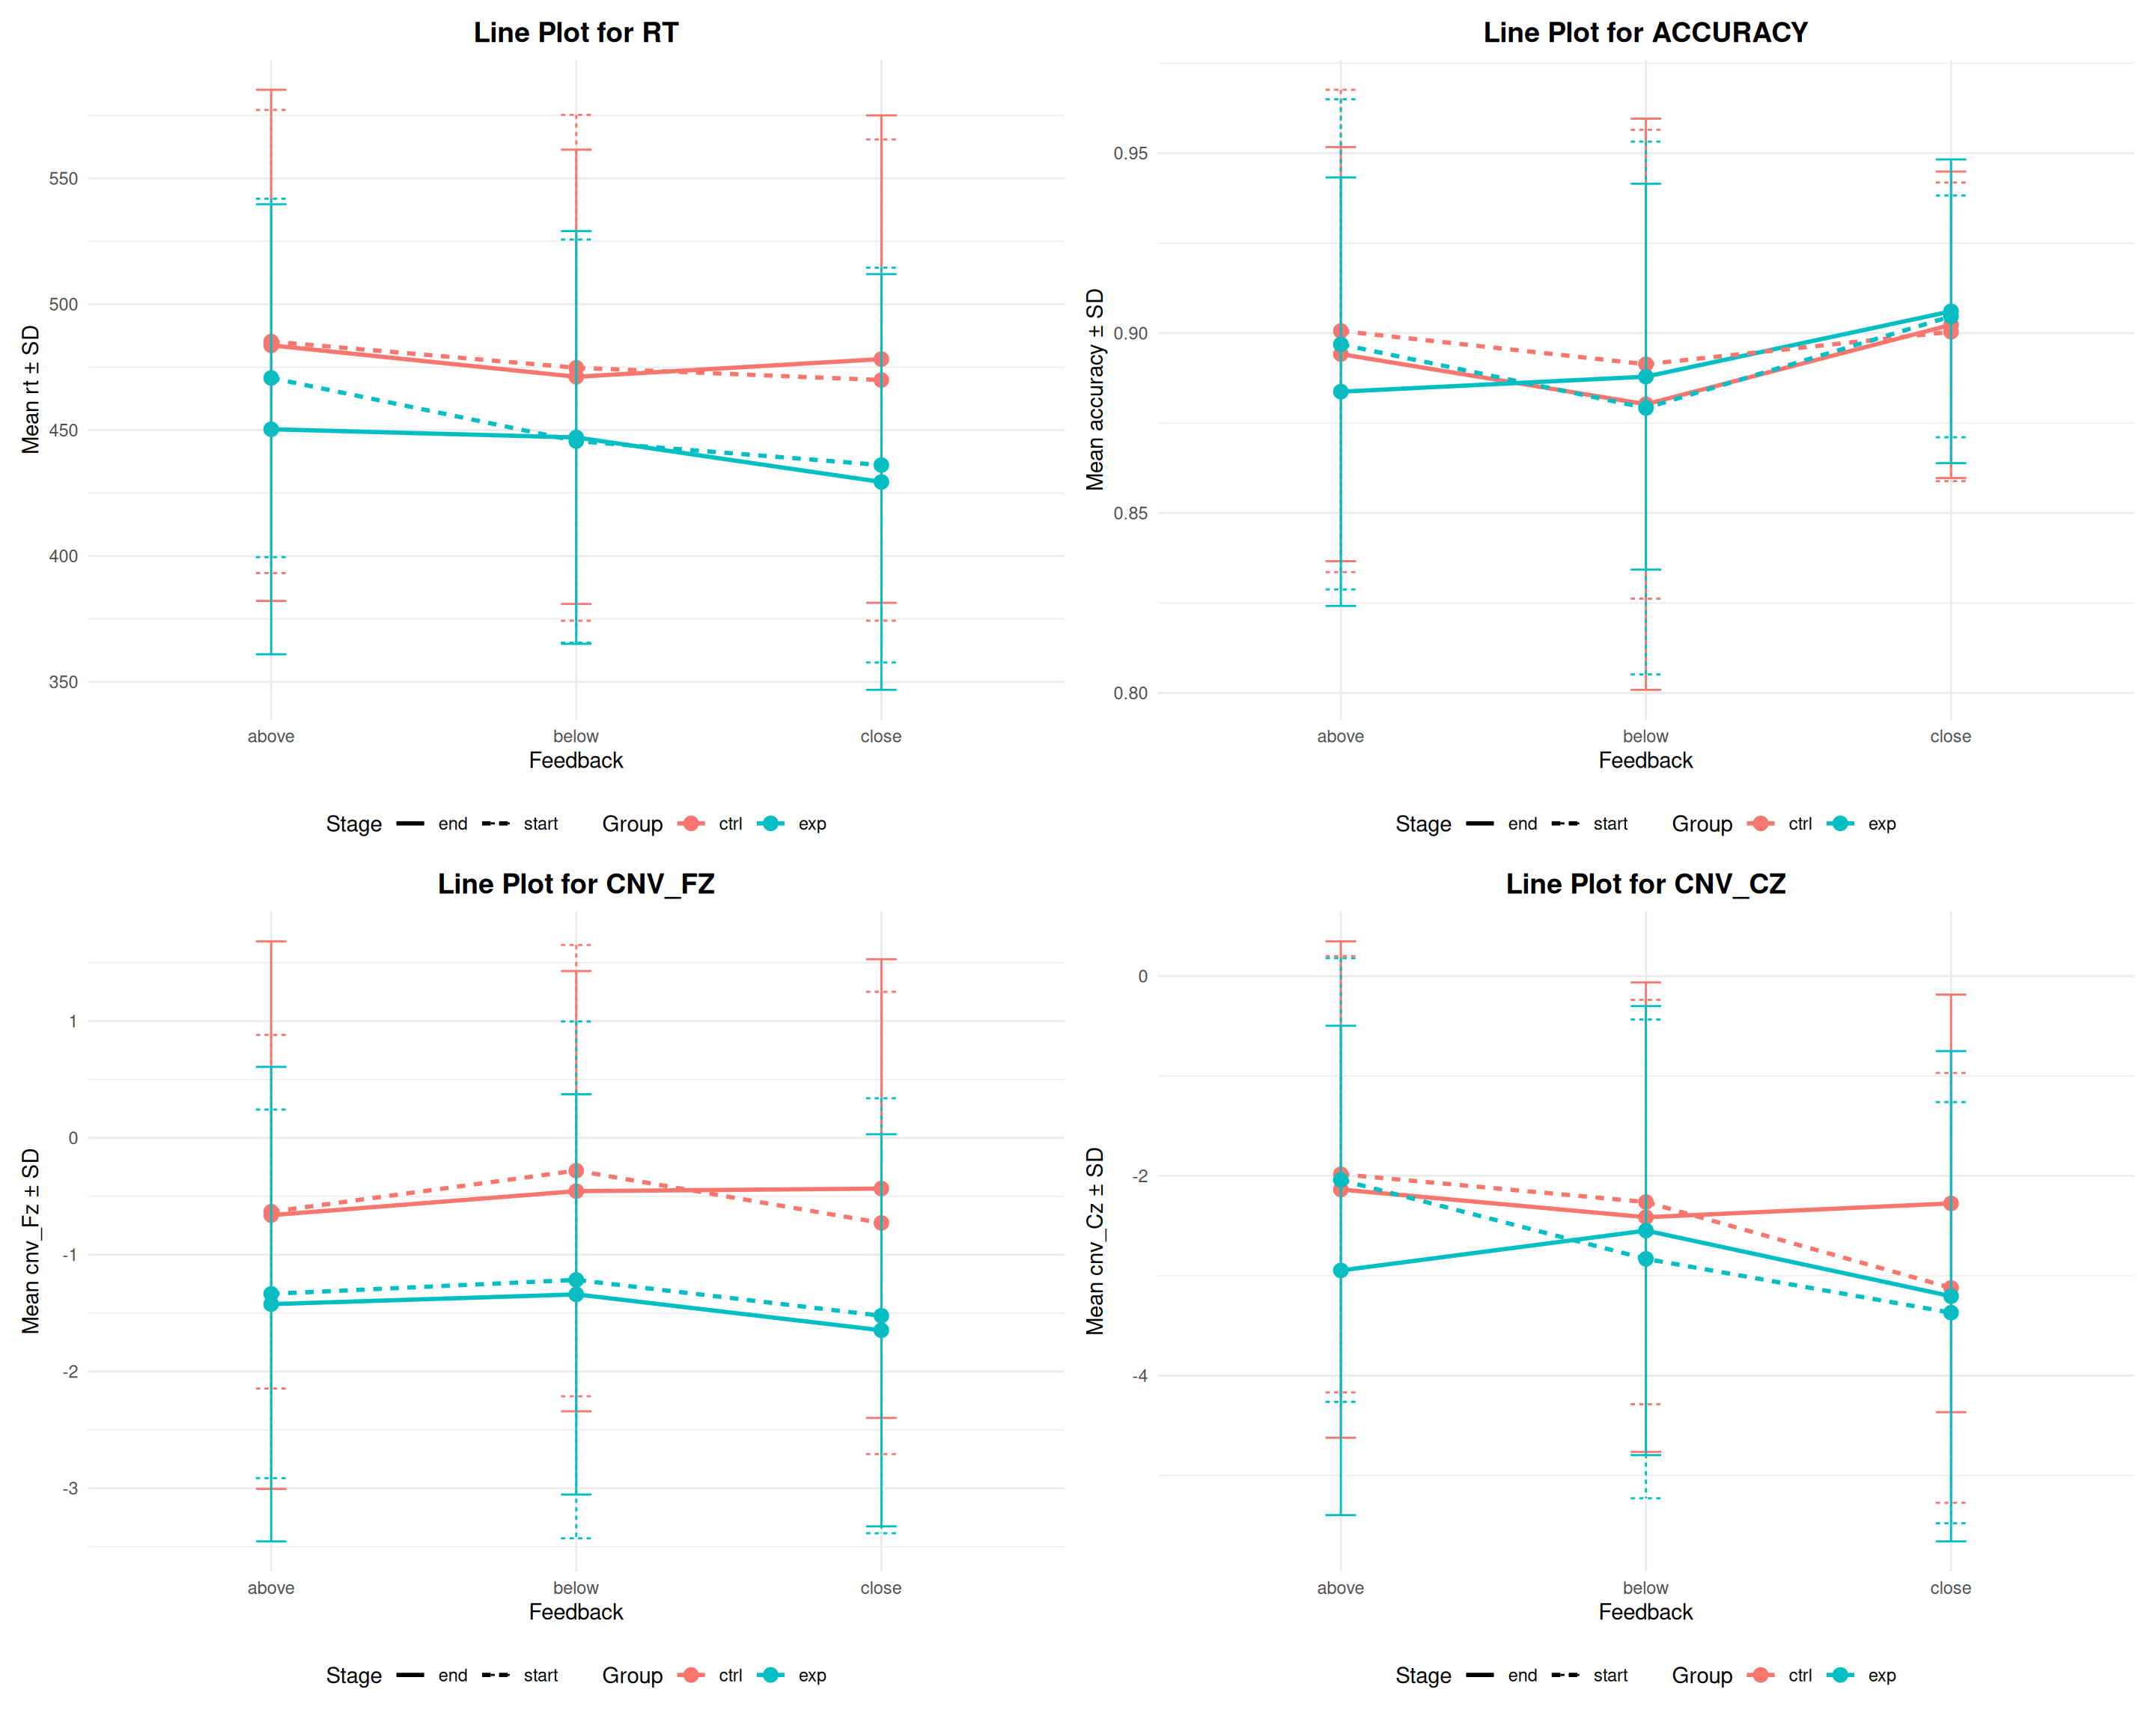 Line Plot for RT
Mean rt ± SD
550
500
450
400
350
above below close
Feedback
Stage end start Group ctrl exp
Line Plot for ACCURACY
Mean accuracy ± SD
0.95
0.90
0.85
0.80
above below close
Feedback
Stage end start Group ctrl exp
Line Plot for CNV_FZ
Mean cnv_Fz ± SD
1
0
-1
-2
-3
above below close
Feedback
Stage end start Group ctrl exp
Line Plot for CNV_CZ
Mean cnv_Cz ± SD
0
-2
-4
above below close
Feedback
Stage end start Group ctrl exp